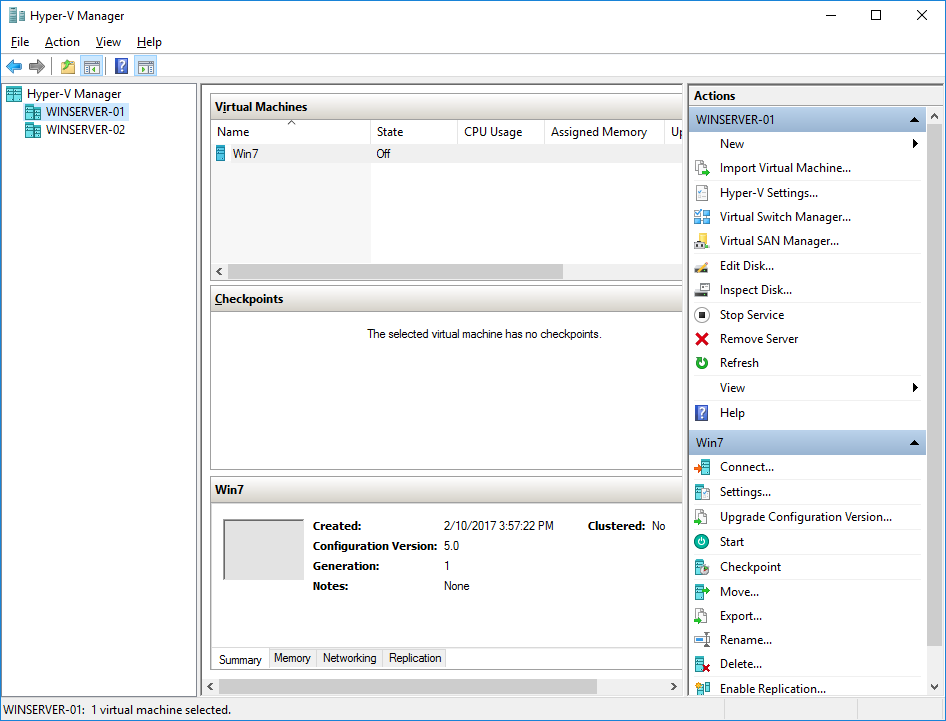 Hyper-V Manager
File Action View Help
Hyper-V Manager
WINSERVER-01
WINSERVER-02
Virtual Machines
Name State CPU Usage Assigned Memory Up
Win7 Off
Checkpoints
The selected virtual machine has no checkpoints.
Win7
Created: 2/10/2017 3:57:22 PM Clustered: No
Configuration Version: 5.0
Generation: 1
Notes: None
Summary Memory Networking Replication
Actions
WINSERVER-01
New
Import Virtual Machine...
Hyper-V Settings...
Virtual Switch Manager...
Virtual SAN Manager...
Edit Disk...
Inspect Disk...
Stop Service
Remove Server
Refresh
View
Help
Win7
Connect...
Settings...
Upgrade Configuration Version...
Start
Checkpoint
Move...
Export...
Rename...
Delete...
Enable Replication...
WINSERVER-01: 1 virtual machine selected.